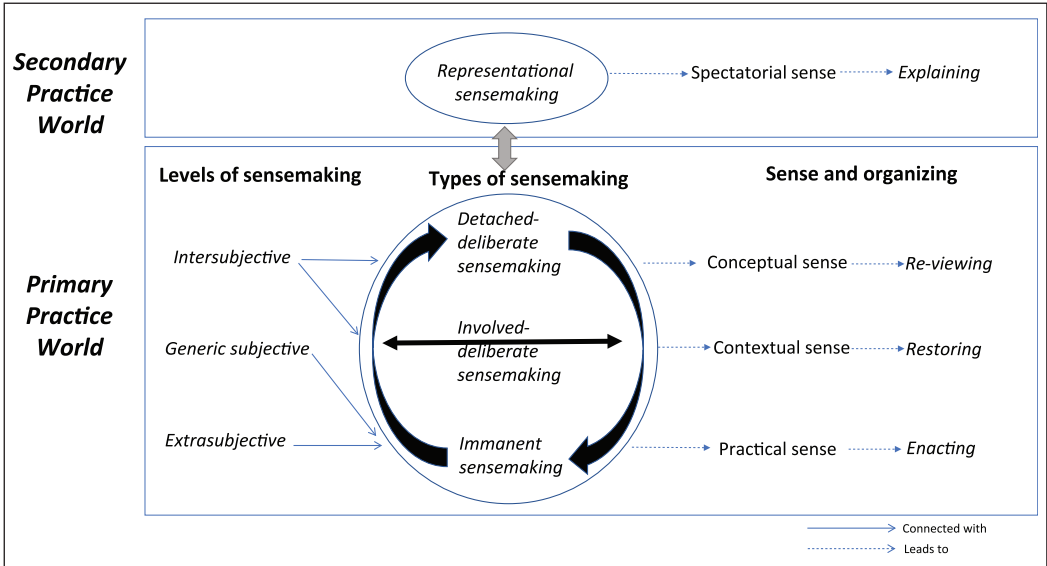 Secondary
Practice
World
Representational
sensemaking
Spectatorial sense
Explaining
Primary
Practice
World
Levels of sensemaking
Types of sensemaking
Sense and organizing
Intersubjective
Generic subjective
Extrasubjective
Detached-
deliberate
sensemaking
Involved-
deliberate
sensemaking
Immanent
sensemaking
Conceptual sense
Re-viewing
Contextual sense
Restoring
Practical sense
Enacting
Connected with
Leads to